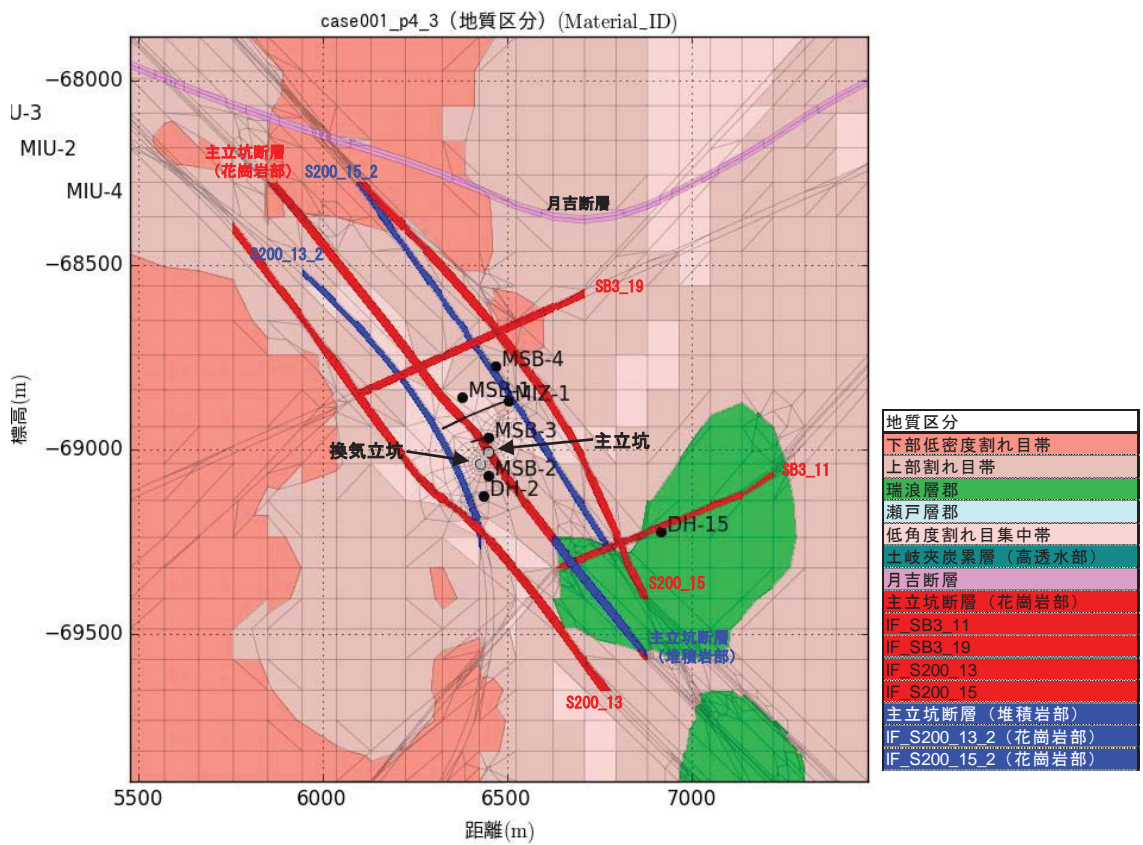 case001_p4_3（地質区分）(Material_ID)
−68000
U-3
MIU-2
主立坑断層
（花崗岩部）
S200_15_2
MIU-4
月吉断層
S200_13_2
−68500
SB3_19
MSB-4
MSB-1
MIZ-1
標高(m)
MSB-3
主立坑
−69000
換気立坑
MSB-2
SB3_11
DH-2
DH-15
S200_15
−69500
主立坑断層
（堆積岩部）
S200_13
5500
6000
6500
7000
距離(m)
地質区分
下部低密度割れ目帯
上部割れ目帯
瑞浪層郡
瀬戸層郡
低角度割れ目集中帯
土岐夾炭累層（高透水部）
月吉断層
主立坑断層（花崗岩部）
IF_SB3_11
IF_SB3_19
IF_S200_13
IF_S200_15
主立坑断層（堆積岩部）
IF_S200_13_2（花崗岩部）
IF_S200_15_2（花崗岩部）